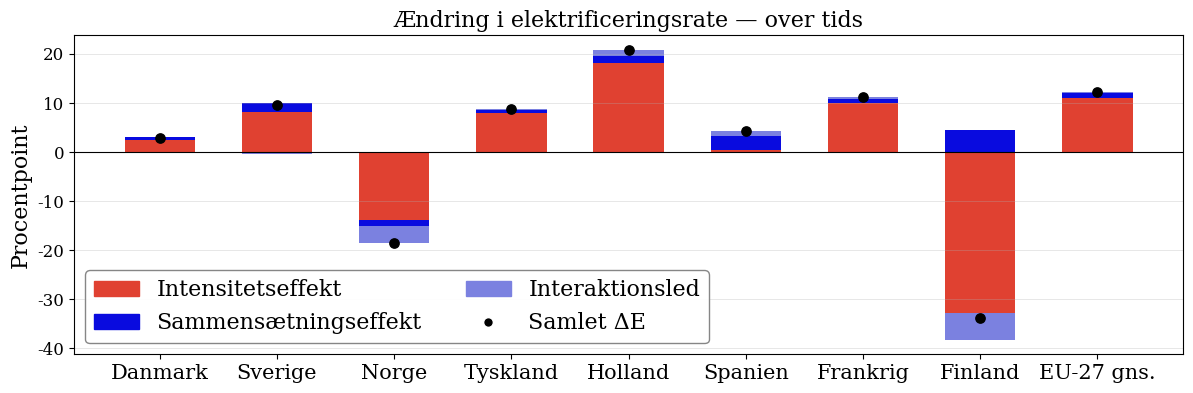 Ændring i elektrificeringsrate — over tids
Procentpoint
20
10
0
-10
-20
-30
-40
Intensitetseffekt
Sammensætningseffekt
Interaktionsled
Samlet ΔE
Danmark Sverige Norge Tyskland Holland Spanien Frankrig Finland EU-27 gns.